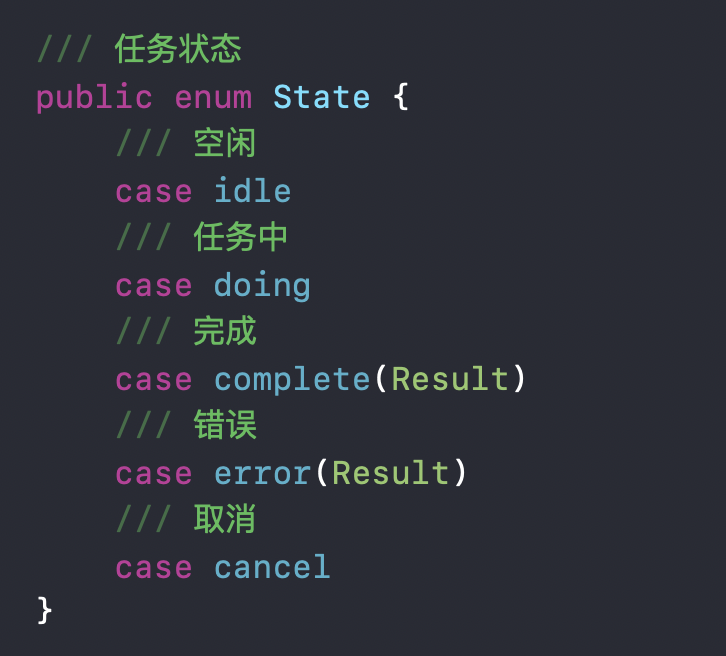 /// 任务状态
public enum State {
    /// 空闲
    case idle
    /// 任务中
    case doing
    /// 完成
    case complete(Result)
    /// 错误
    case error(Result)
    /// 取消
    case cancel
}